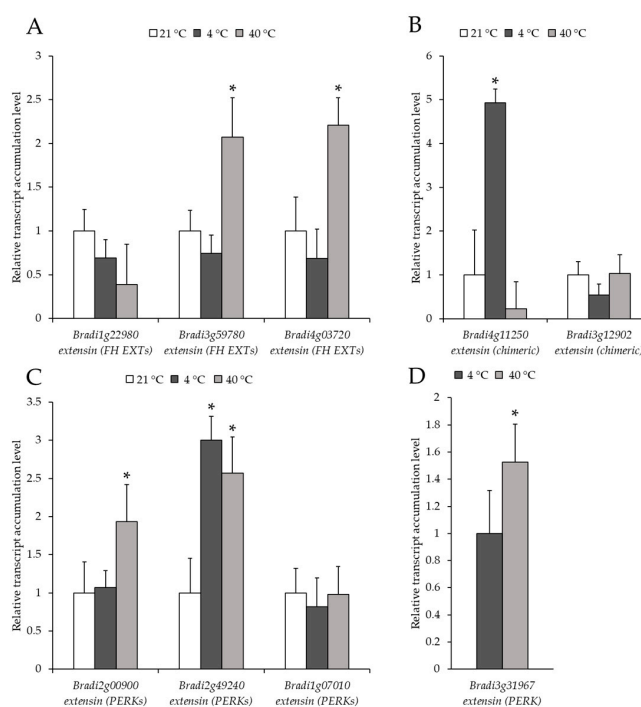 A
21 °C 4 °C 40 °C
Relative transcript accumulation level
3
2.5
2
1.5
1
0.5
0
* *
Bradi1g22980 Bradi3g59780 Bradi4g03720
extensin (FH EXTs) extensin (FH EXTs) extensin (FH EXTs)
B
21 °C 4 °C 40 °C
Relative transcript accumulation level
6
5
4
3
2
1
0
*
Bradi4g11250 Bradi3g12902
extensin (chimeric) extensin (chimeric)
C
21 °C 4 °C 40 °C
Relative transcript accumulation level
3.5
3
2.5
2
1.5
1
0.5
0
* * *
Bradi2g00900 Bradi2g49240 Bradi1g07010
extensin (PERKs) extensin (PERKs) extensin (PERKs)
D
4 °C 40 °C
Relative transcript accumulation level
2
1.8
1.6
1.4
1.2
1
0.8
0.6
0.4
0.2
0
*
Bradi3g31967
extensin (PERK)